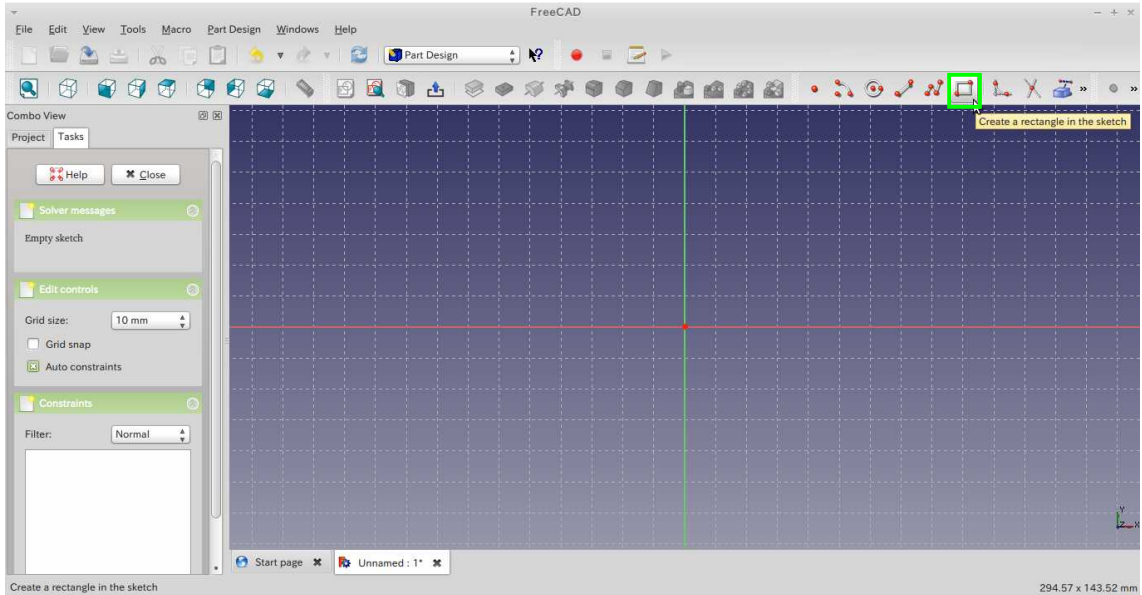 FreeCAD
File Edit View Tools Macro Part Design Windows Help
Part Design
Combo View
Create a rectangle in the sketch
Project Tasks
Help Close
Solver messages
Empty sketch
Edit controls
Grid size: 10 mm
Grid snap
Auto constraints
Constraints
Filter: Normal
Y
Z X
Start page Unnamed : 1*
Create a rectangle in the sketch 294.57 x 143.52 mm